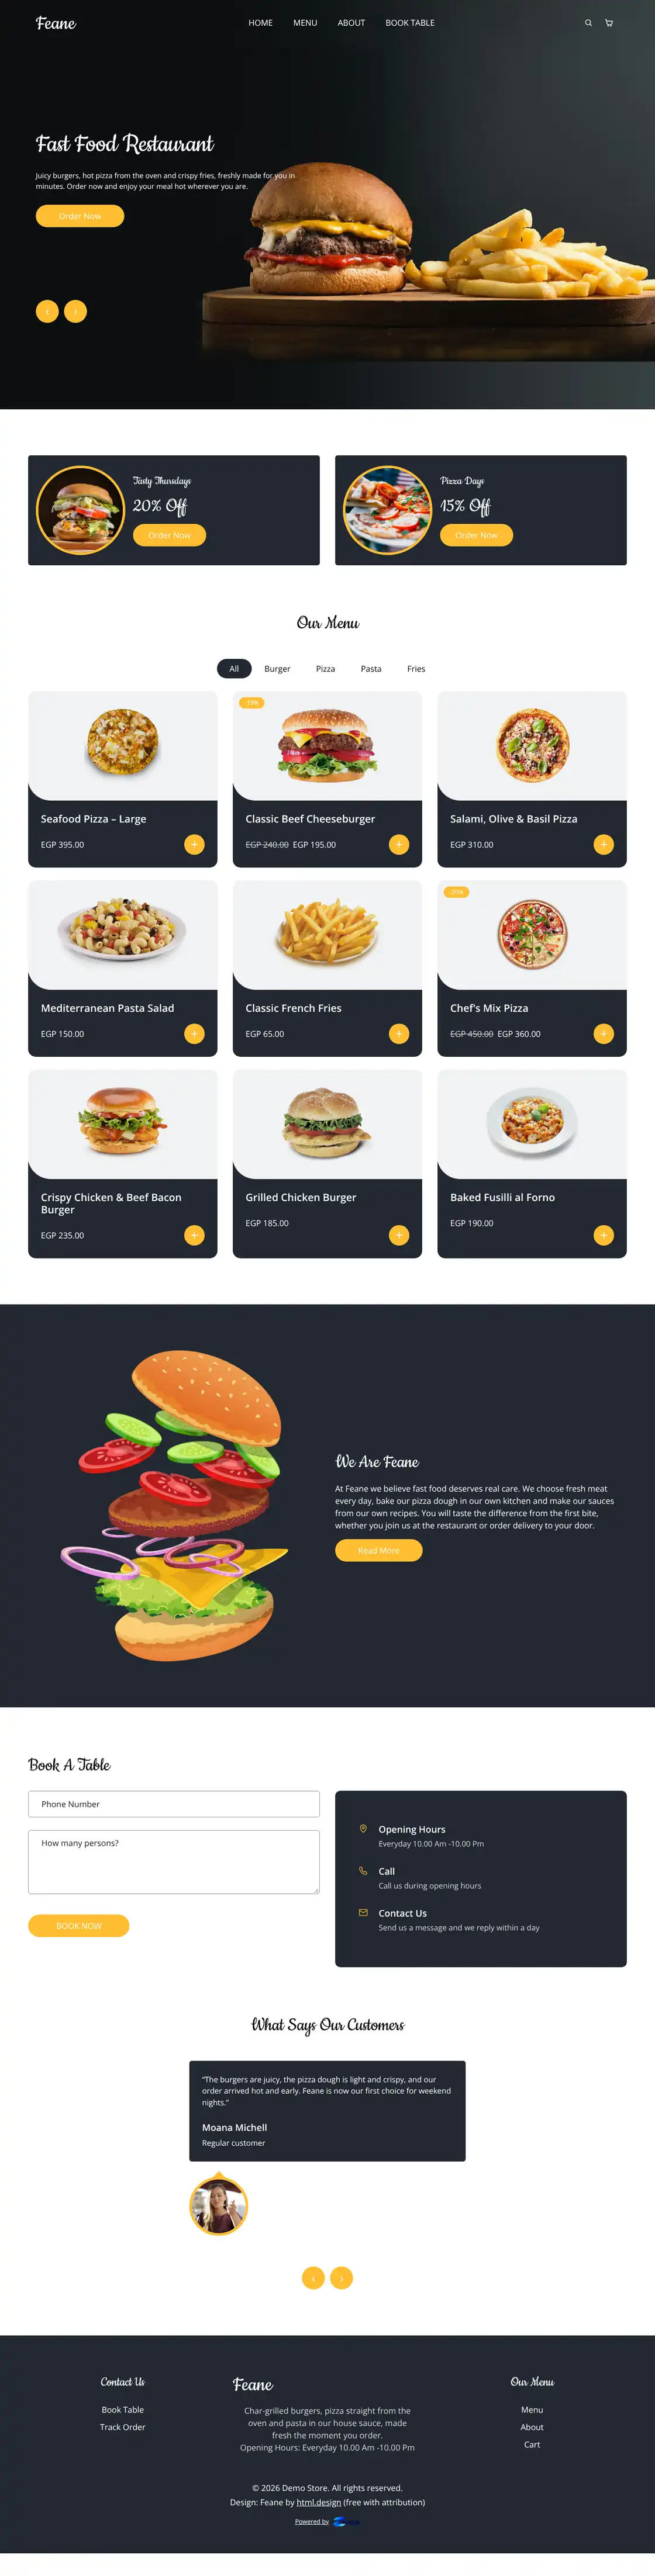 Feane
HOME MENU ABOUT BOOK TABLE
Fast Food Restaurant
Juicy burgers, hot pizza from the oven and crispy fries, freshly made for you in
minutes. Order now and enjoy your meal hot wherever you are.
Order Now
‹ ›
Tasty Thursdays
20% Off
Order Now
Pizza Days
15% Off
Order Now
Our Menu
All Burger Pizza Pasta Fries
Seafood Pizza – Large
EGP 395.00 +
Classic Beef Cheeseburger
EGP 240.00 EGP 195.00 +
Salami, Olive & Basil Pizza
EGP 310.00 +
Mediterranean Pasta Salad
EGP 150.00 +
Classic French Fries
EGP 65.00 +
-20%
Chef's Mix Pizza
EGP 450.00 EGP 360.00 +
Crispy Chicken & Beef Bacon
Burger
EGP 235.00 +
Grilled Chicken Burger
EGP 185.00 +
Baked Fusilli al Forno
EGP 190.00 +
We Are Feane
At Feane we believe fast food deserves real care. We choose fresh meat
every day, bake our pizza dough in our own kitchen and make our sauces
from our own recipes. You will taste the difference from the first bite,
whether you join us at the restaurant or order delivery to your door.
Read More
Book A Table
Phone Number
How many persons?
BOOK NOW
Opening Hours
Everyday 10.00 Am -10.00 Pm
Call
Call us during opening hours
Contact Us
Send us a message and we reply within a day
What Says Our Customers
“The burgers are juicy, the pizza dough is light and crispy, and our
order arrived hot and early. Feane is now our first choice for weekend
nights.”
Moana Michell
Regular customer
‹ ›
Contact Us
Book Table
Track Order
Feane
Char-grilled burgers, pizza straight from the
oven and pasta in our house sauce, made
fresh the moment you order.
Opening Hours: Everyday 10.00 Am -10.00 Pm
Our Menu
Menu
About
Cart
© 2026 Demo Store. All rights reserved.
Design: Feane by html.design (free with attribution)
Powered by